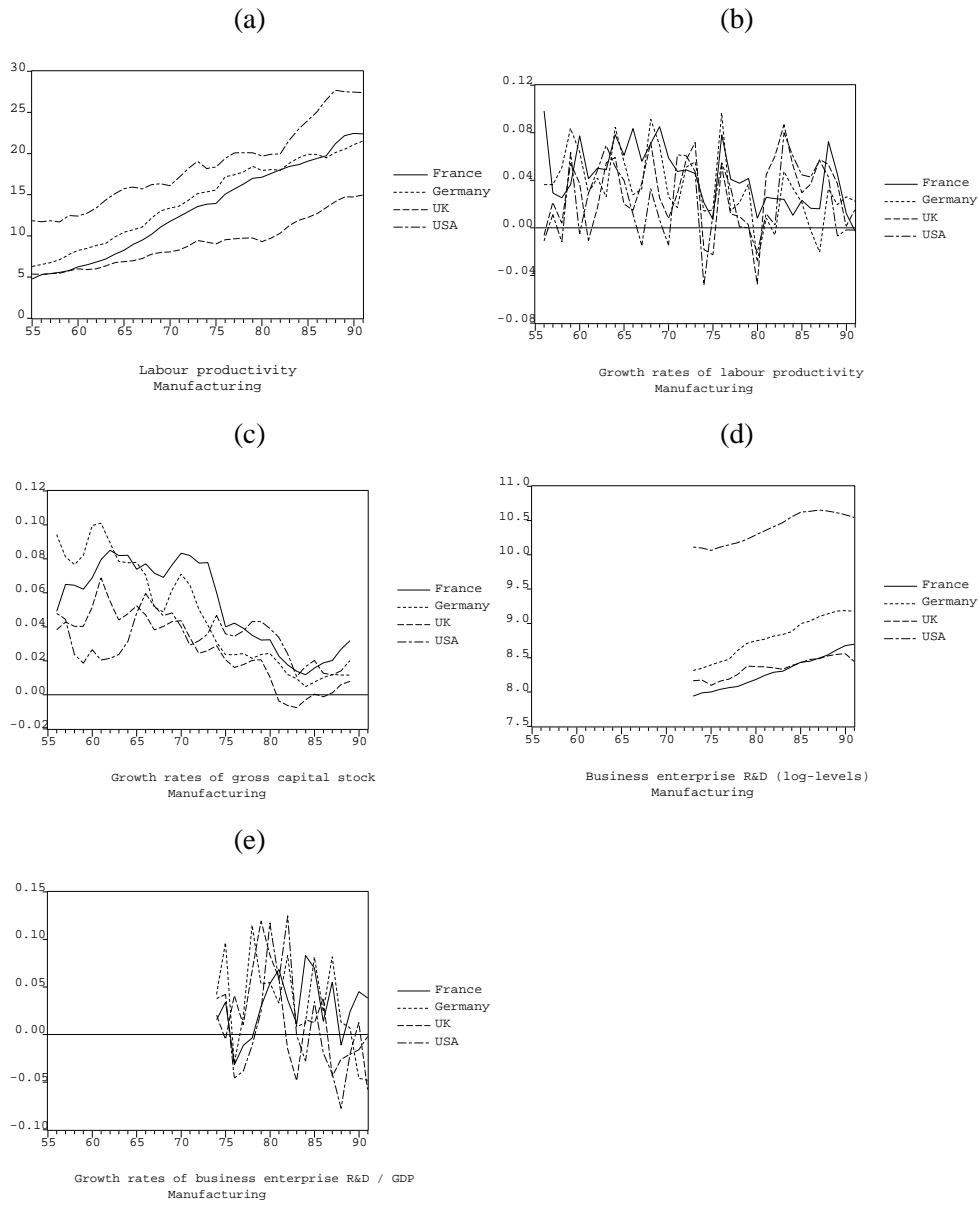 (a)
30
25
20
15
10
5
0
55 60 65 70 75 80 85 90
France
Germany
UK
USA
Labour productivity
Manufacturing
(b)
0.12
0.08
0.04
0.00
-0.04
-0.08
55 60 65 70 75 80 85 90
France
Germany
UK
USA
Growth rates of labour productivity
Manufacturing
(c)
0.12
0.10
0.08
0.06
0.04
0.02
0.00
-0.02
55 60 65 70 75 80 85 90
France
Germany
UK
USA
Growth rates of gross capital stock
Manufacturing
(d)
11.0
10.5
10.0
9.5
9.0
8.5
8.0
7.5
55 60 65 70 75 80 85 90
France
Germany
UK
USA
Business enterprise R&D (log-levels)
Manufacturing
(e)
0.15
0.10
0.05
0.00
-0.05
-0.10
55 60 65 70 75 80 85 90
France
Germany
UK
USA
Growth rates of business enterprise R&D / GDP
Manufacturing